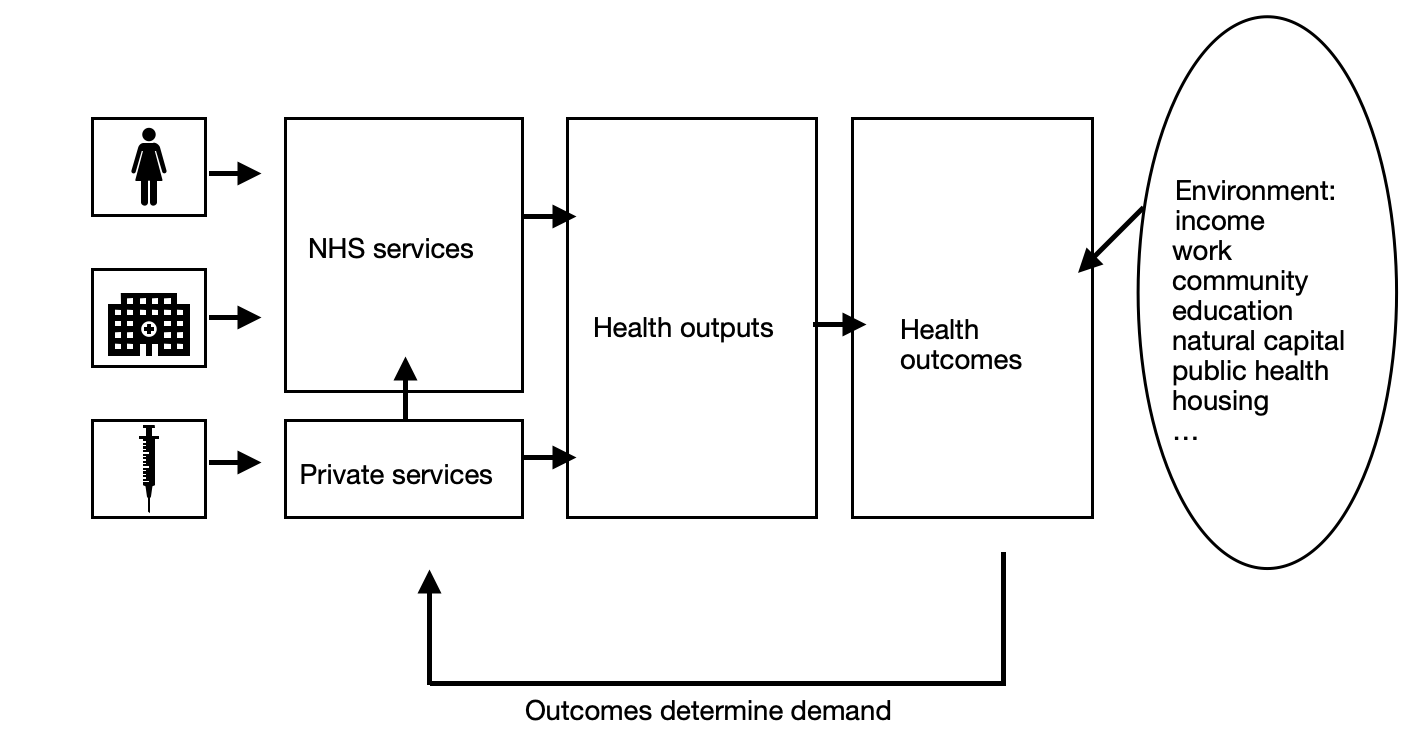 NHS services
Private services
Health outputs
Health
outcomes
Environment:
income
work
community
education
natural capital
public health
housing
...
Outcomes determine demand